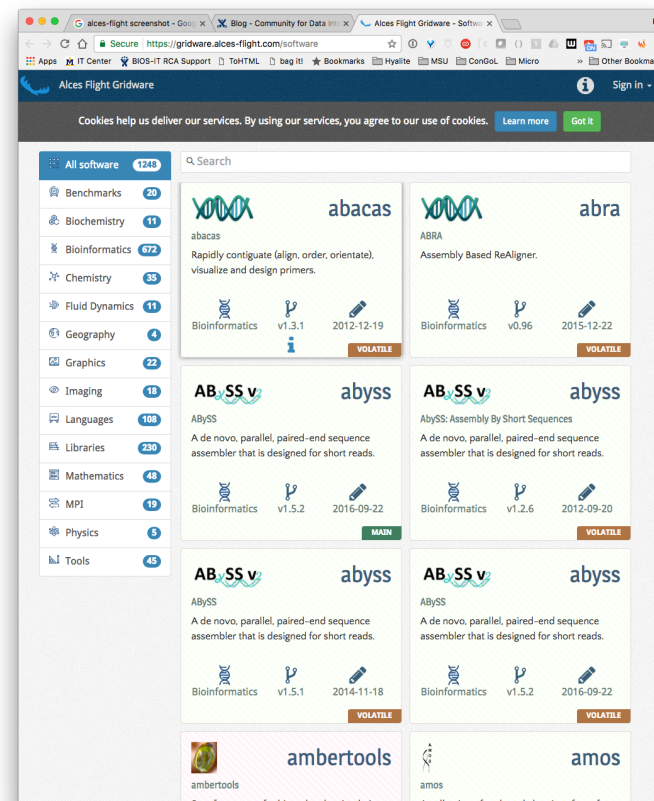 alces-flight screenshot - Goo
Blog - Community for Data Int
Alces Flight Gridware - Softwa
Secure https://gridware.alces-flight.com/software
Apps IT Center BIOS-IT RCA Support ToHTML bag it! Bookmarks Hyalite MSU ConGoL Micro » Other Bookma
Alces Flight Gridware
Sign in
Cookies help us deliver our services. By using our services, you agree to our use of cookies. Learn more Got it
All software 1248
Benchmarks 20
Biochemistry 11
Bioinformatics 672
Chemistry 35
Fluid Dynamics 11
Geography 4
Graphics 22
Imaging 18
Languages 108
Libraries 230
Mathematics 48
MPI 19
Physics 5
Tools 45
Search
abacas
abacas
Rapidly contiguate (align, order, orientate),
visualize and design primers.
Bioinformatics v1.3.1 2012-12-19
VOLATILE
abra
ABRA
Assembly Based ReAligner.
Bioinformatics v0.96 2015-12-22
VOLATILE
ABySS v2 abyss
ABySS
A de novo, parallel, paired-end sequence
assembler that is designed for short reads.
Bioinformatics v1.5.2 2016-09-22
MAIN
ABySS v2 abyss
AbySS: Assembly By Short Sequences
A de novo, parallel, paired-end sequence
assembler that is designed for short reads.
Bioinformatics v1.2.6 2012-09-20
VOLATILE
ABySS v2 abyss
ABySS
A de novo, parallel, paired-end sequence
assembler that is designed for short reads.
Bioinformatics v1.5.1 2014-11-18
VOLATILE
ABySS v2 abyss
ABySS
A de novo, parallel, paired-end sequence
assembler that is designed for short reads.
Bioinformatics v1.5.2 2016-09-22
VOLATILE
ambertools
ambertools
AMOS amos
amos